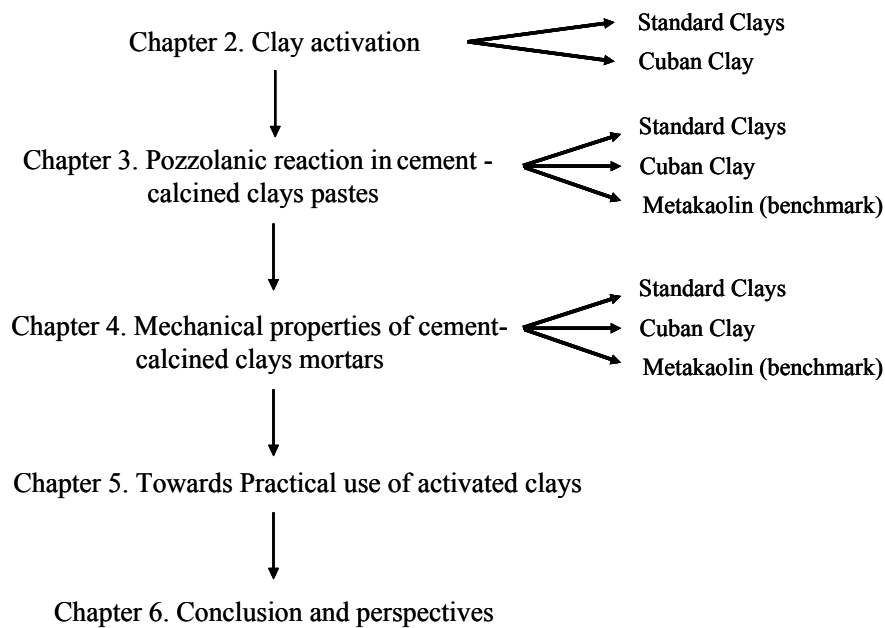 Chapter 2. Clay activation
Standard Clays
Cuban Clay
Chapter 3. Pozzolanic reaction in cement -
calcined clays pastes
Standard Clays
Cuban Clay
Metakaolin (benchmark)
Chapter 4. Mechanical properties of cement-
calcined clays mortars
Standard Clays
Cuban Clay
Metakaolin (benchmark)
Chapter 5. Towards Practical use of activated clays
Chapter 6. Conclusion and perspectives